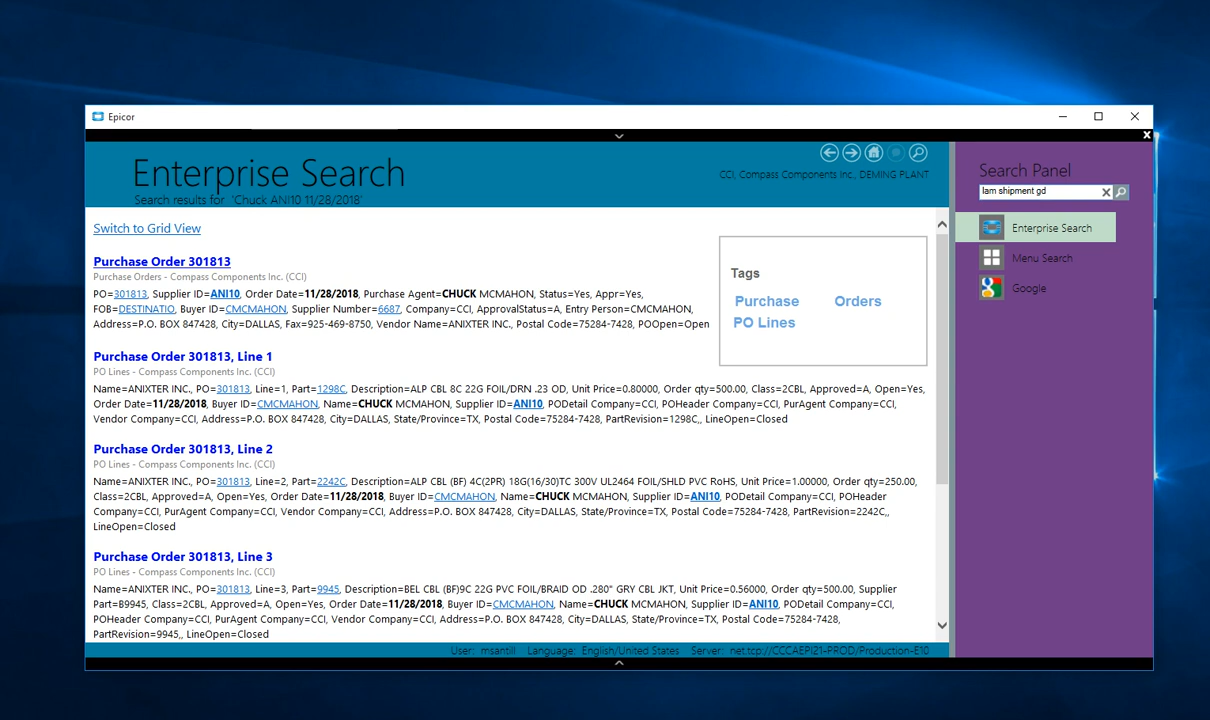 Epicor
Enterprise Search
Search results for 'Chuck ANI10 11/28/2018'
CCI, Compass Components Inc., DEMING PLANT
Switch to Grid View
Purchase Order 301813
Purchase Orders - Compass Components Inc. (CCI)
PO=301813, Supplier ID=ANI10, Order Date=11/28/2018, Purchase Agent=CHUCK MCMAHON, Status=Yes, Appr=Yes,
FOB=DESTINATIO, Buyer ID=CMCMAHON, Supplier Number=6687, Company=CCI, ApprovalStatus=A, Entry Person=CMCMAHON,
Address=P.O. BOX 847428, City=DALLAS, Fax=925-469-8750, Vendor Name=ANIXTER INC., Postal Code=75284-7428, POOpen=Open
Tags
Purchase Orders
PO Lines
Purchase Order 301813, Line 1
PO Lines - Compass Components Inc. (CCI)
Name=ANIXTER INC., PO=301813, Line=1, Part=1298C, Description=ALP CBL 8C 22G FOIL/DRN .23 OD, Unit Price=0.80000, Order qty=500.00, Class=2CBL, Approved=A, Open=Yes,
Order Date=11/28/2018, Buyer ID=CMCMAHON, Name=CHUCK MCMAHON, Supplier ID=ANI10, PODetail Company=CCI, POHeader Company=CCI, PurAgent Company=CCI,
Vendor Company=CCI, Address=P.O. BOX 847428, City=DALLAS, State/Province=TX, Postal Code=75284-7428, PartRevision=1298C,, LineOpen=Closed
Purchase Order 301813, Line 2
PO Lines - Compass Components Inc. (CCI)
Name=ANIXTER INC., PO=301813, Line=2, Part=2242C, Description=ALP CBL (BF) 4C(2PR) 18G(16/30)TC 300V UL2464 FOIL/SHLD PVC RoHS, Unit Price=1.00000, Order qty=250.00,
Class=2CBL, Approved=A, Open=Yes, Order Date=11/28/2018, Buyer ID=CMCMAHON, Name=CHUCK MCMAHON, Supplier ID=ANI10, PODetail Company=CCI, POHeader
Company=CCI, PurAgent Company=CCI, Vendor Company=CCI, Address=P.O. BOX 847428, City=DALLAS, State/Province=TX, Postal Code=75284-7428, PartRevision=2242C,,
LineOpen=Closed
Purchase Order 301813, Line 3
PO Lines - Compass Components Inc. (CCI)
Name=ANIXTER INC., PO=301813, Line=3, Part=9945, Description=BEL CBL (BF)9C 22G PVC FOIL/BRAID OD .280" GRY CBL JKT, Unit Price=0.56000, Order qty=500.00, Supplier
Part=B9945, Class=2CBL, Approved=A, Open=Yes, Order Date=11/28/2018, Buyer ID=CMCMAHON, Name=CHUCK MCMAHON, Supplier ID=ANI10, PODetail Company=CCI,
POHeader Company=CCI, PurAgent Company=CCI, Vendor Company=CCI, Address=P.O. BOX 847428, City=DALLAS, State/Province=TX, Postal Code=75284-7428,
PartRevision=9945,, LineOpen=Closed
User: msantill Language: English/United States Server: net.tcp://CCCAEPI21-PROD/Production-E10
Search Panel
lam shipment gd
Enterprise Search
Menu Search
Google